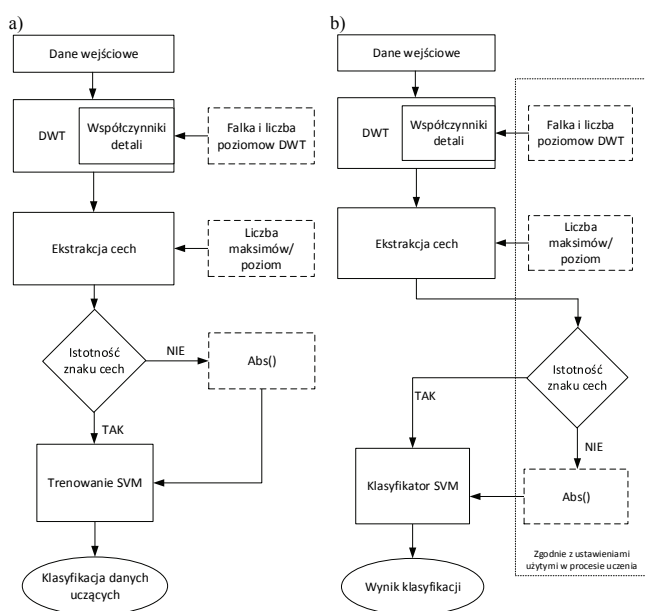 a)
Dane wejściowe
DWT
Współczynniki
detali
Falka i liczba
poziomow DWT
Ekstrakcja cech
Liczba
maksimów/
poziom
Istotność
znaku cech
NIE
Abs()
TAK
Trenowanie SVM
Klasyfikacja danych
uczących
b)
Dane wejściowe
DWT
Współczynniki
detali
Falka i liczba
poziomow DWT
Ekstrakcja cech
Liczba
maksimów/
poziom
Istotność
znaku cech
TAK
NIE
Klasyfikator SVM
Abs()
Zgodnie z ustawieniami
użytymi w procesie uczenia
Wynik klasyfikacji